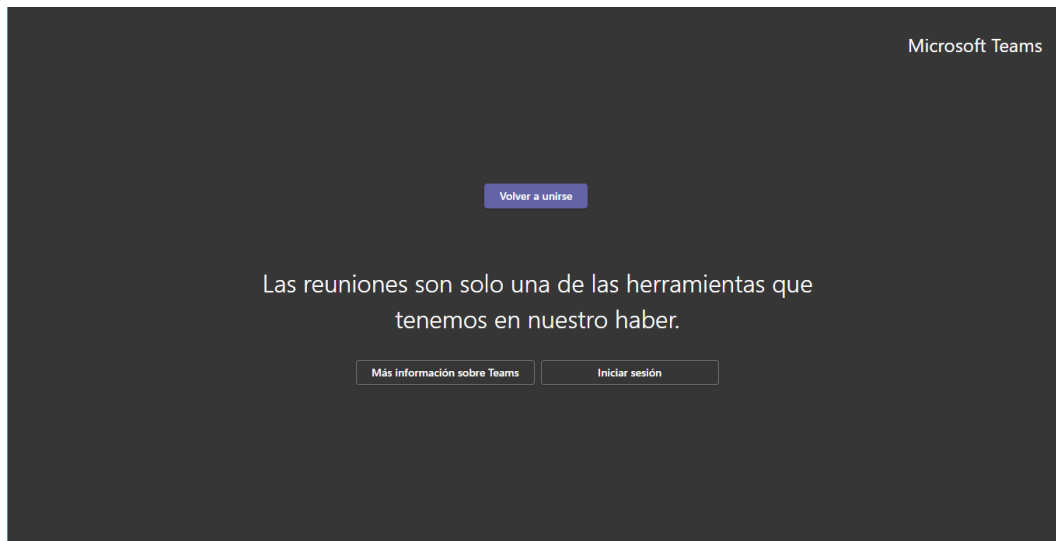 Microsoft Teams
Volver a unirse
Las reuniones son solo una de las herramientas que
tenemos en nuestro haber.
Más información sobre Teams
Iniciar sesión